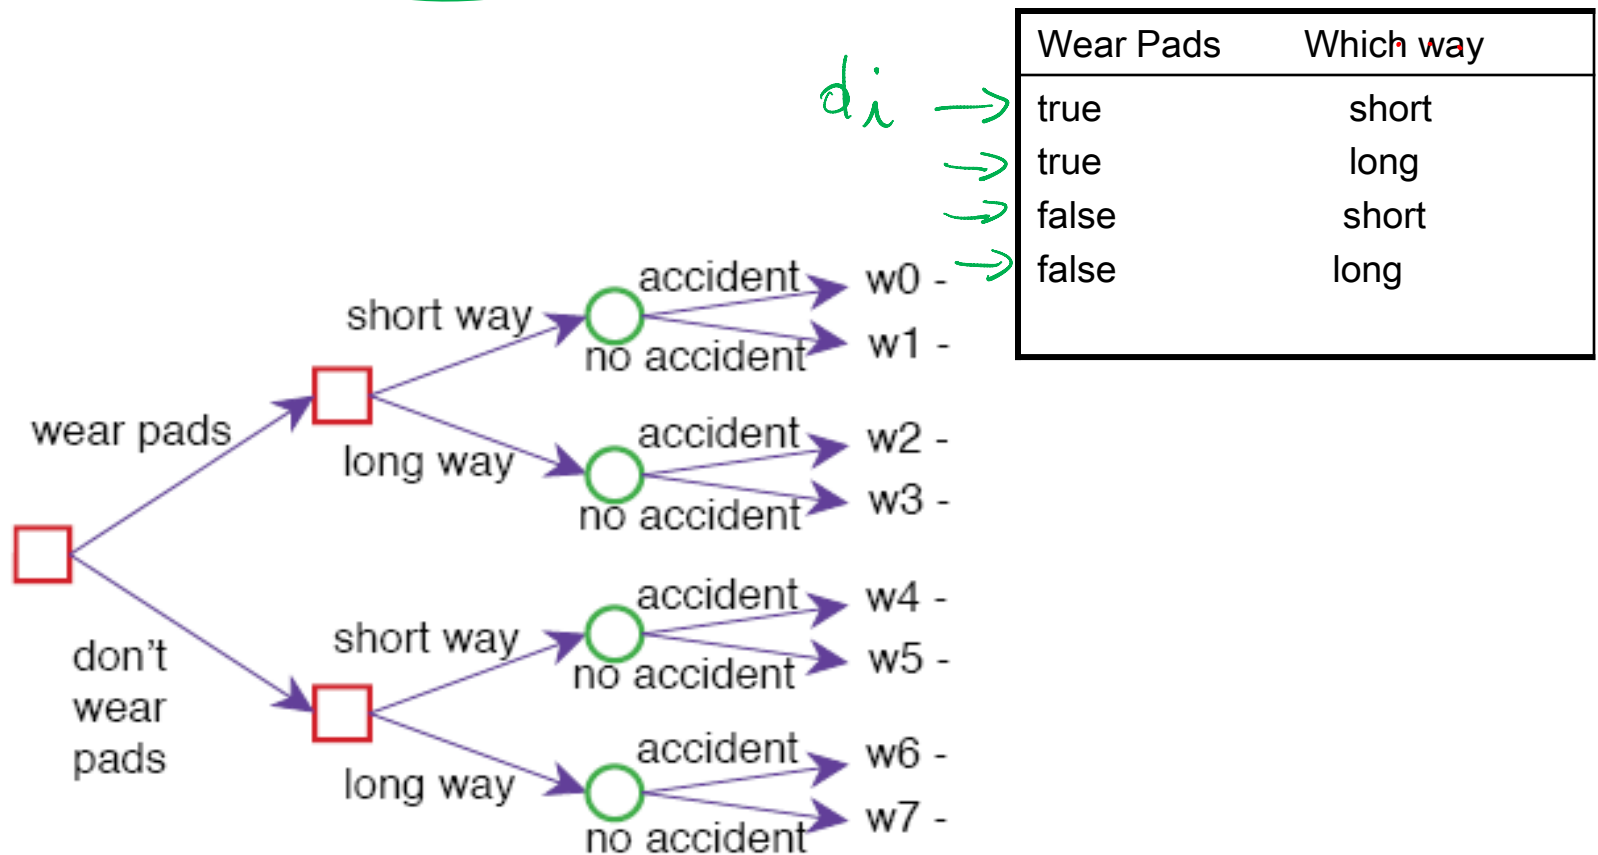 Wear Pads Which way
di → true short
→ true long
→ false short
→ false long
accident w0 -
short way
no accident w1 -
wear pads
accident w2 -
long way
no accident w3 -
accident w4 -
short way
no accident w5 -
don't
wear
pads
accident w6 -
long way
no accident w7 -